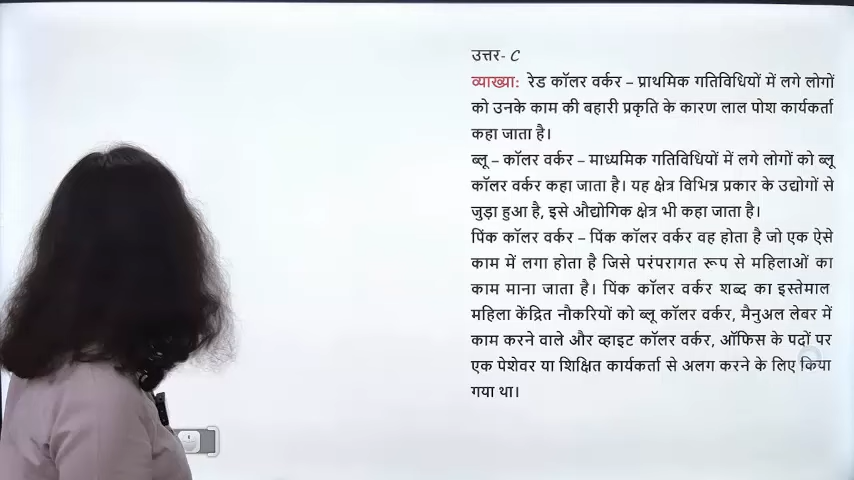 उत्तर- C
व्याख्या: रेड कॉलर वर्कर – प्राथमिक गतिविधियों में लगे लोगों
को उनके काम की बहारी प्रकृति के कारण लाल पोश कार्यकर्ता
कहा जाता है।
ब्लू – कॉलर वर्कर – माध्यमिक गतिविधियों में लगे लोगों को ब्लू
कॉलर वर्कर कहा जाता है। यह क्षेत्र विभिन्न प्रकार के उद्योगों से
जुड़ा हुआ है, इसे औद्योगिक क्षेत्र भी कहा जाता है।
पिंक कॉलर वर्कर – पिंक कॉलर वर्कर वह होता है जो एक ऐसे
काम में लगा होता है जिसे परंपरागत रूप से महिलाओं का
काम माना जाता है। पिंक कॉलर वर्कर शब्द का इस्तेमाल
महिला केंद्रित नौकरियों को ब्लू कॉलर वर्कर, मैनुअल लेबर में
काम करने वाले और व्हाइट कॉलर वर्कर, ऑफिस के पदों पर
एक पेशेवर या शिक्षित कार्यकर्ता से अलग करने के लिए किया
गया था।